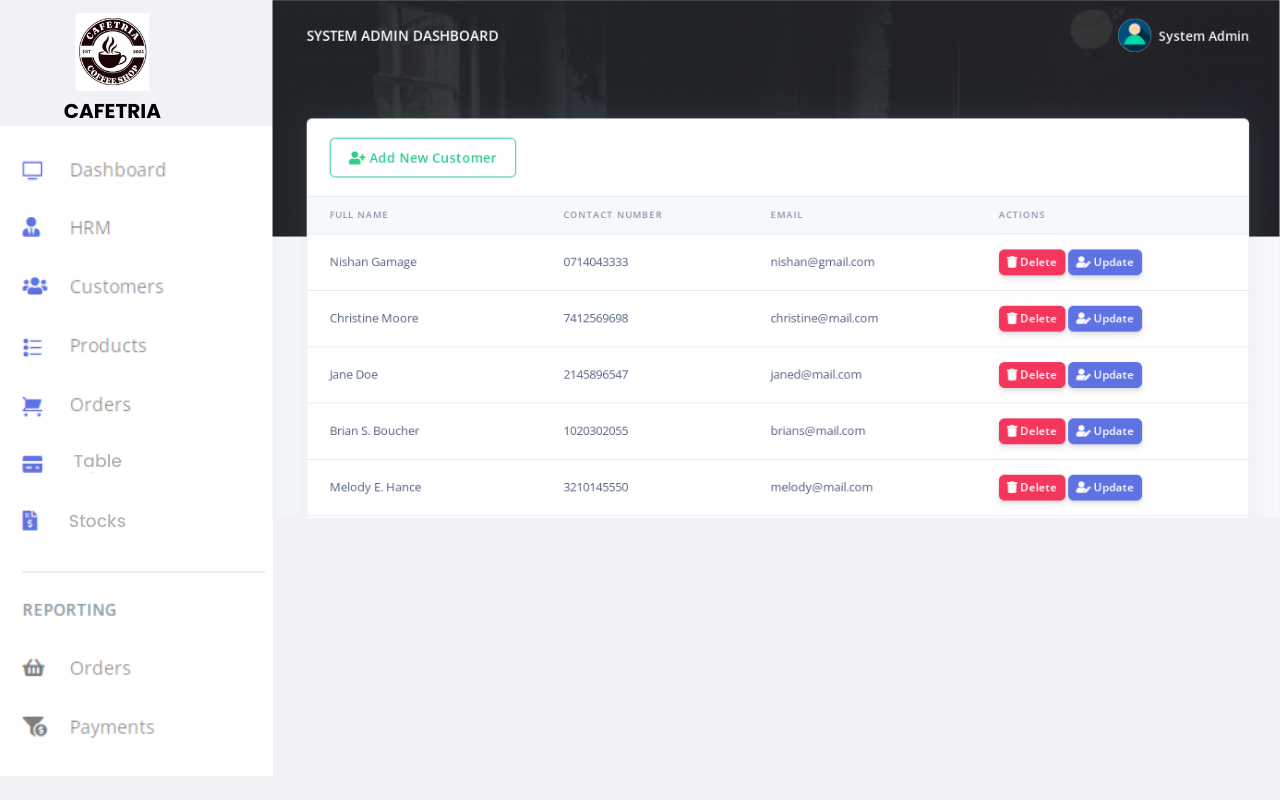 CAFETRIA
EST 2021
COFFEE SHOP
CAFETRIA
Dashboard
HRM
Customers
Products
Orders
Table
Stocks
REPORTING
Orders
Payments
SYSTEM ADMIN DASHBOARD
System Admin
Add New Customer
FULL NAME CONTACT NUMBER EMAIL ACTIONS
Nishan Gamage 0714043333 nishan@gmail.com Delete Update
Christine Moore 7412569698 christine@mail.com Delete Update
Jane Doe 2145896547 janed@mail.com Delete Update
Brian S. Boucher 1020302055 brians@mail.com Delete Update
Melody E. Hance 3210145550 melody@mail.com Delete Update